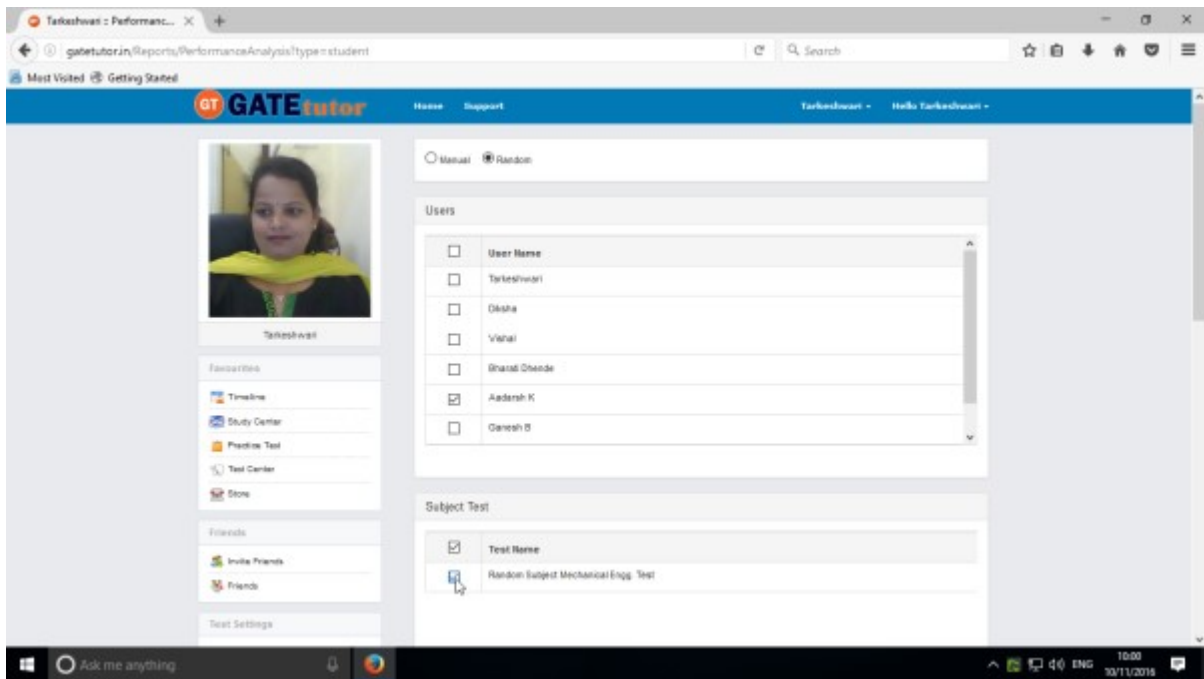 Tarkeshwari :: Performanc...
gatetutor.in/Reports/PerformanceAnalysis?type=student
Search
Most Visited Getting Started
GT GATEtutor Home Support Tarkeshwari Hello Tarkeshwari
Manual Random
Users
User Name
Tarkeshwari
Diksha
Vishal
Bharati Dhende
Aadarsh K
Ganesh B
Tarkeshwari
Favourites
Timeline
Study Center
Practice Test
Test Center
Store
Friends
Invite Friends
Friends
Test Settings
Subject Test
Test Name
Random Subject Mechanical Engg. Test
Ask me anything
ENG
10:00
10/11/2016